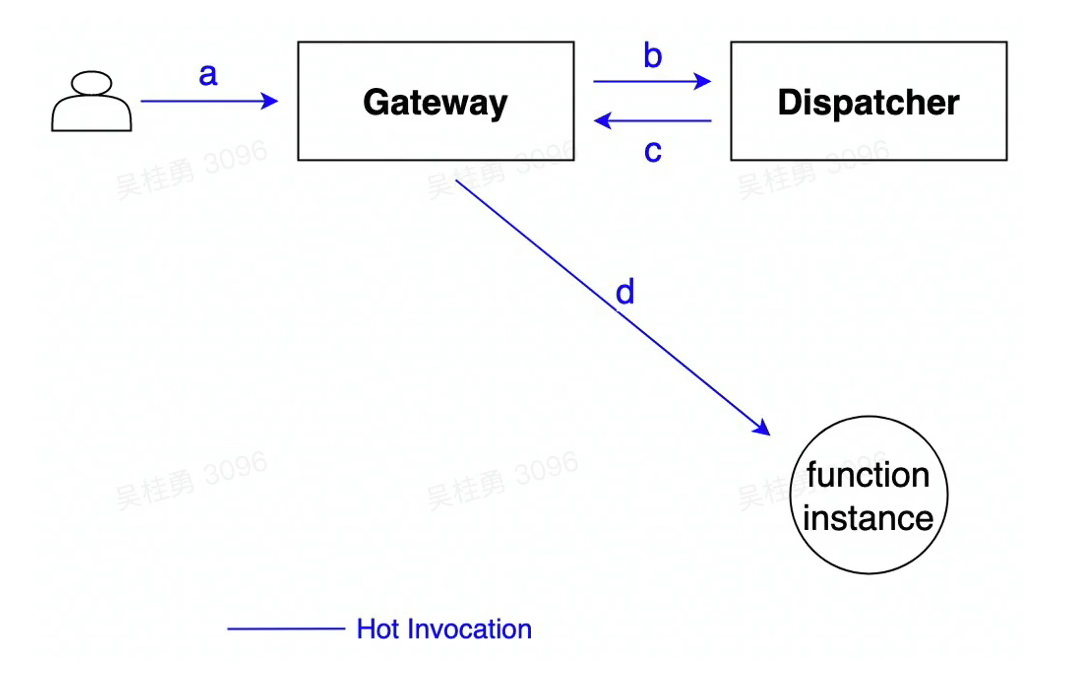 a
Gateway
b
c
Dispatcher
吴桂勇 3096
吴桂勇 3096
吴桂勇 3096
d
吴桂勇 3096
吴桂勇 3096
吴桂勇 3096
function
instance
Hot Invocation